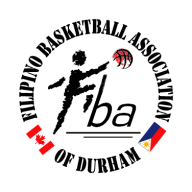 FILIPINO BASKETBALL ASSOCIATION
fba
OF DURHAM